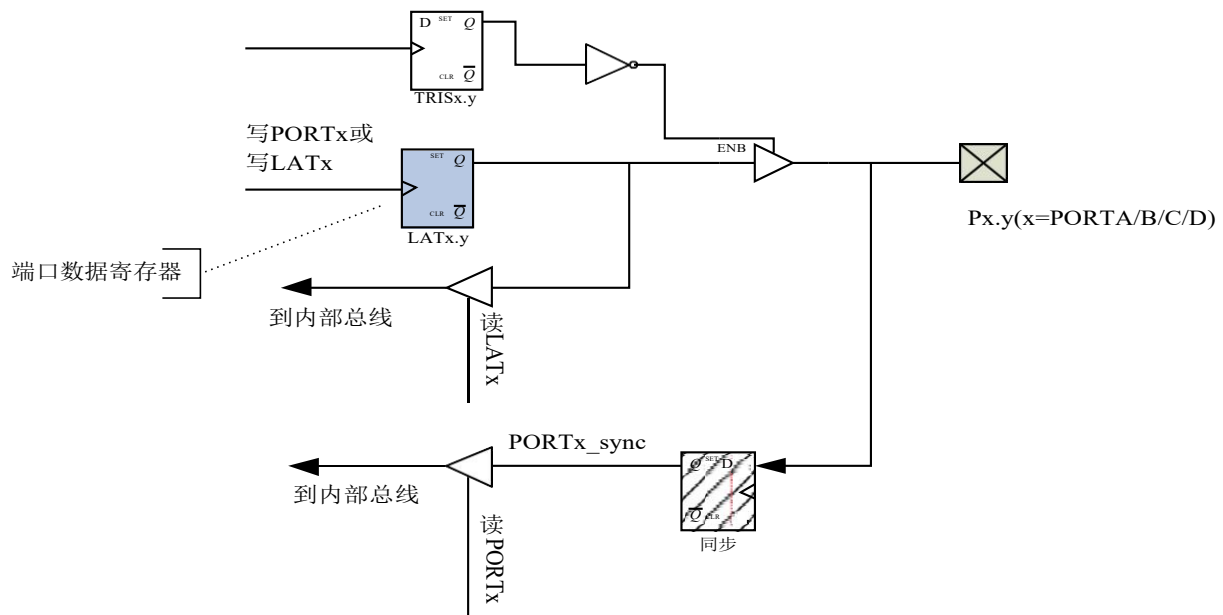 D SET Q
CLR Q
TRISx.y
写PORTx或
写LATx
SET Q
CLR Q
LATx.y
ENB
Px.y(x=PORTA/B/C/D)
端口数据寄存器
到内部总线
读LATx
PORTx_sync
Q SET D
Q CLR
同步
到内部总线
读PORTx